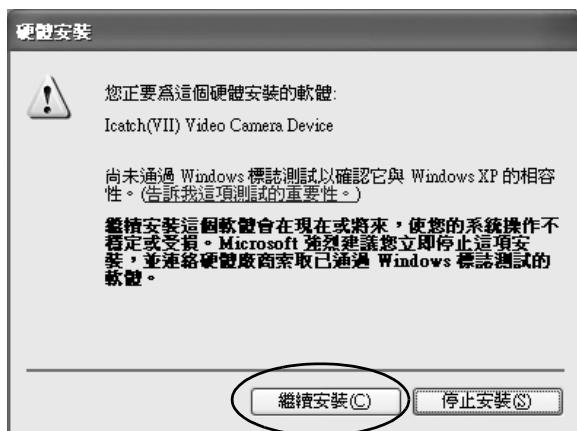 硬體安裝
您正要為這個硬體安裝的軟體:
Icatch(VII) Video Camera Device
尚未通過 Windows 標誌測試以確認它與 Windows XP 的相容
性。(告訴我這項測試的重要性。)
繼續安裝這個軟體會在現在或將來，使您的系統操作不
穩定或受損。Microsoft 強烈建議您立即停止這項安
裝，並連絡硬體廠商索取已通過 Windows 標誌測試的
軟體。
繼續安裝(C) 停止安裝(S)